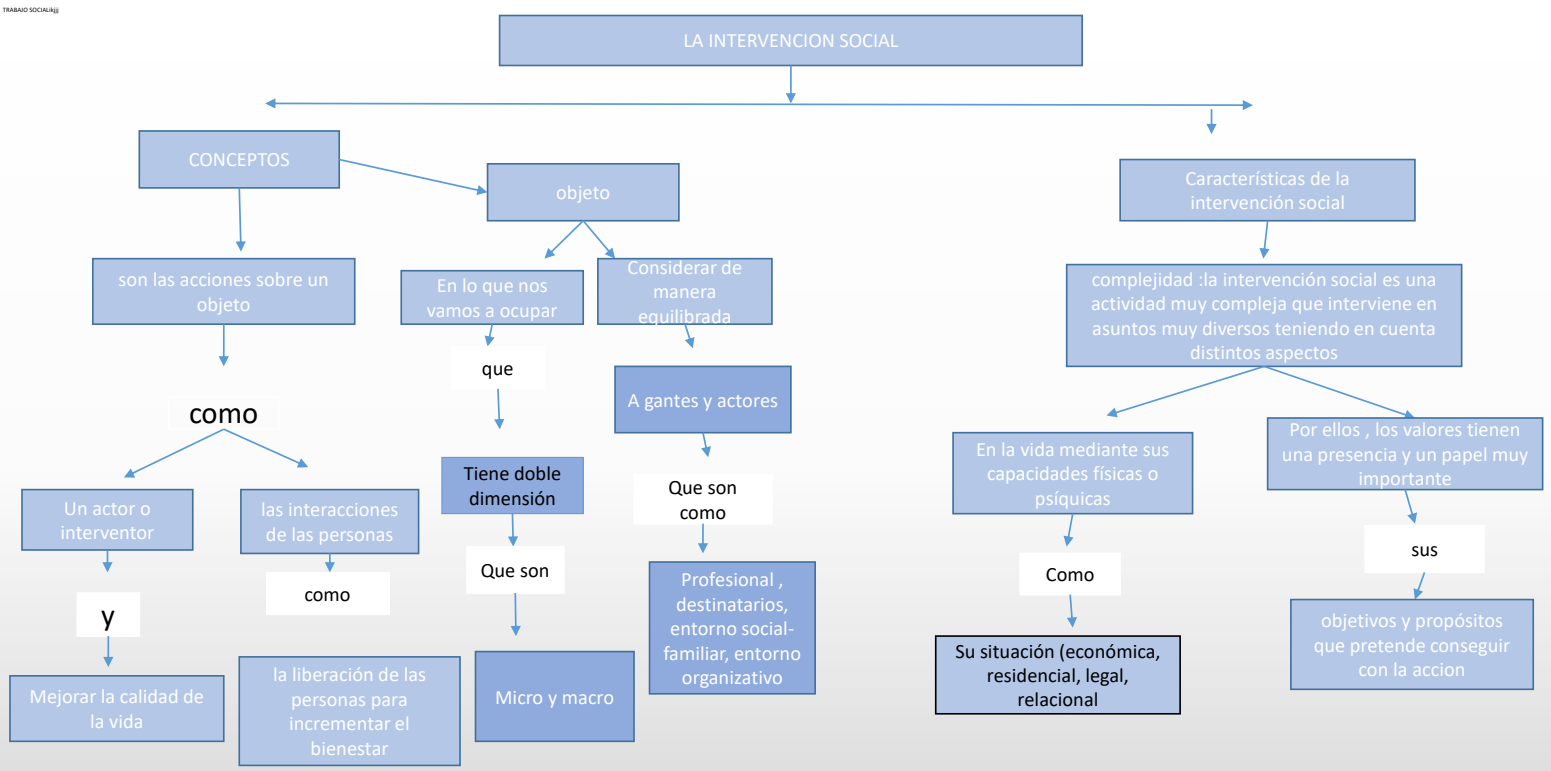 TRABAJO SOCIALikjjj
LA INTERVENCION SOCIAL
CONCEPTOS
objeto
Características de la
intervención social
son las acciones sobre un
objeto
En lo que nos
vamos a ocupar
Considerar de
manera
equilibrada
complejidad :la intervención social es una
actividad muy compleja que interviene en
asuntos muy diversos teniendo en cuenta
distintos aspectos
que
A gantes y actores
como
En la vida mediante sus
capacidades físicas o
psíquicas
Por ellos , los valores tienen
una presencia y un papel muy
importante
Tiene doble
dimensión
Que son
como
Un actor o
interventor
las interacciones
de las personas
sus
Que son
Como
como
y
Profesional ,
destinatarios,
entorno social-
familiar, entorno
organizativo
objetivos y propósitos
que pretende conseguir
con la accion
Su situación (económica,
residencial, legal,
relacional
Mejorar la calidad de
la vida
la liberación de las
personas para
incrementar el
bienestar
Micro y macro